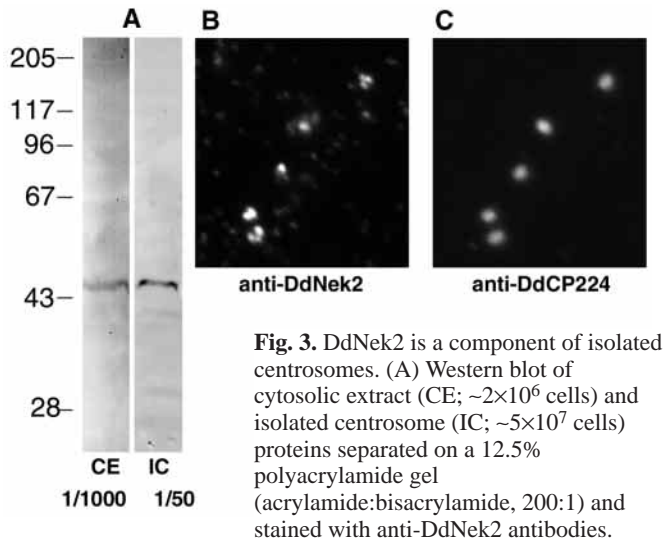 A
B
C
205–
117–
96–
67–
43–
28–
CE IC
1/1000 1/50
anti-DdNek2
anti-DdCP224
Fig. 3. DdNek2 is a component of isolated
centrosomes. (A) Western blot of
cytosolic extract (CE; ~2×10⁶ cells) and
isolated centrosome (IC; ~5×10⁷ cells)
proteins separated on a 12.5%
polyacrylamide gel
(acrylamide:bisacrylamide, 200:1) and
stained with anti-DdNek2 antibodies.